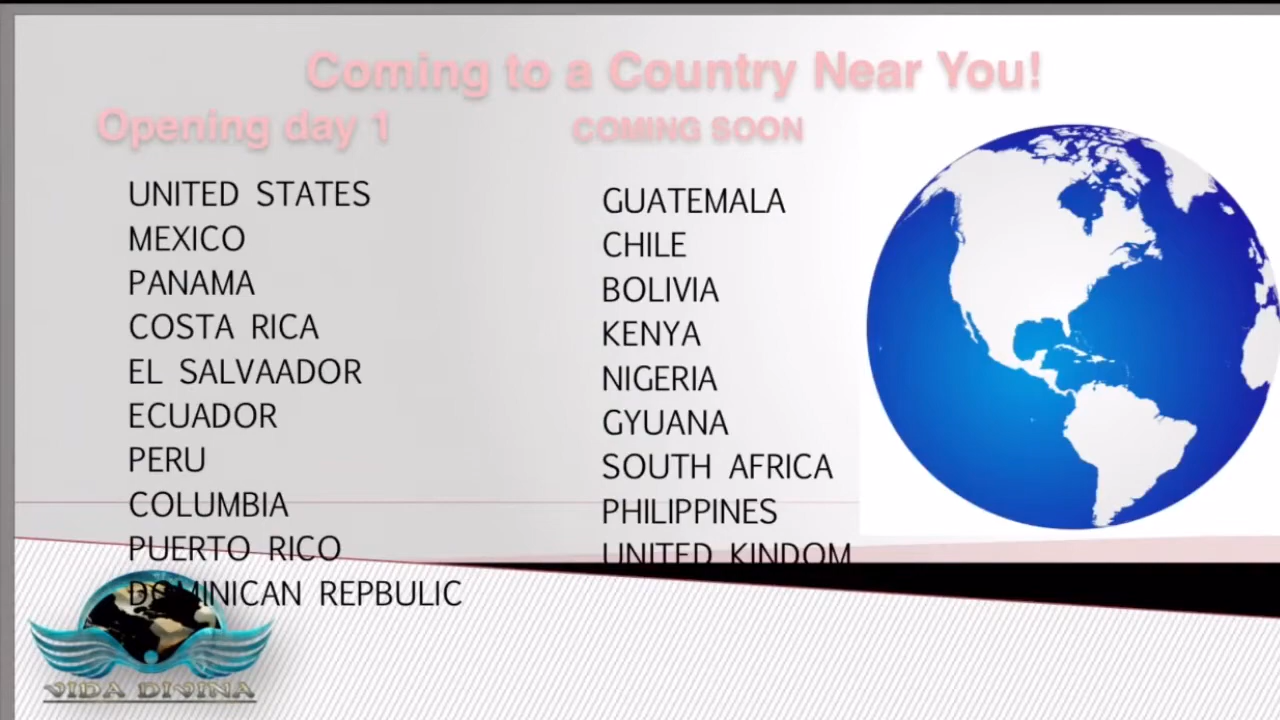 Coming to a Country Near You!
Opening day 1
UNITED STATES
MEXICO
PANAMA
COSTA RICA
EL SALVAADOR
ECUADOR
PERU
COLUMBIA
PUERTO RICO
DOMINICAN REPBULIC
COMING SOON
GUATEMALA
CHILE
BOLIVIA
KENYA
NIGERIA
GYUANA
SOUTH AFRICA
PHILIPPINES
UNITED KINDOM
VIDA DIVINA